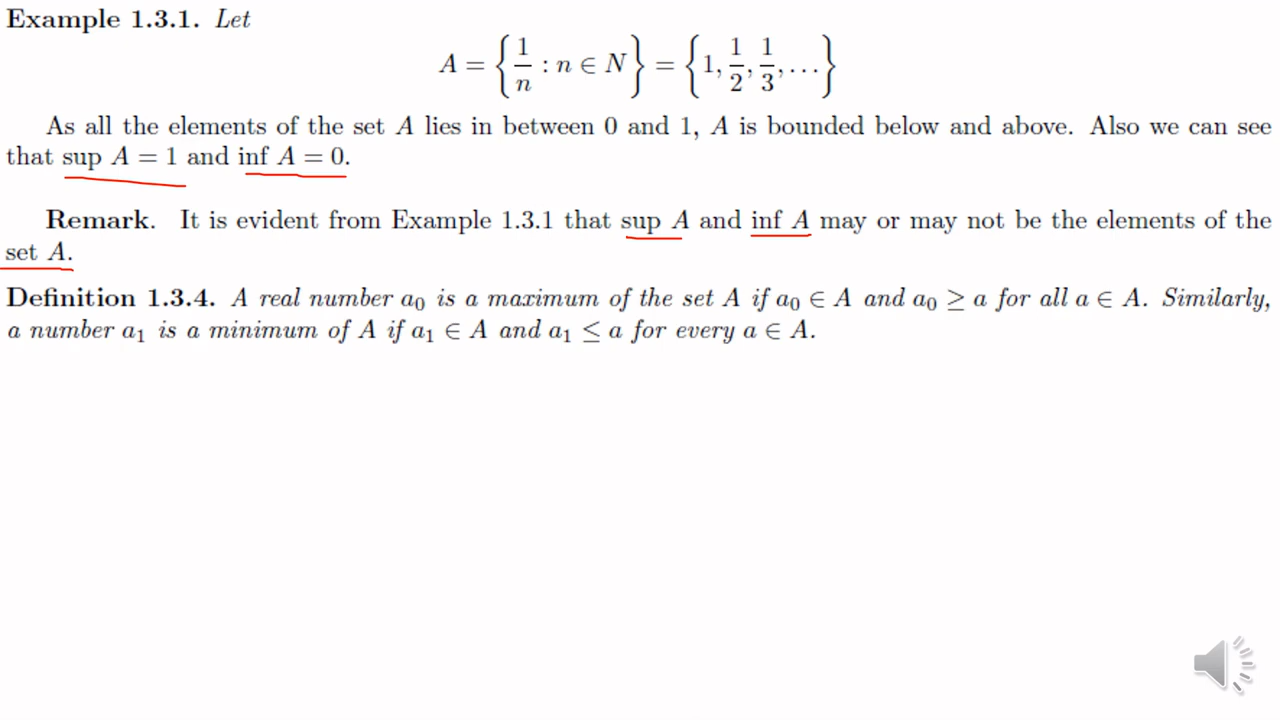 Example 1.3.1. Let
A = { 1/n : n ∈ N } = { 1, 1/2, 1/3, . . . }
As all the elements of the set A lies in between 0 and 1, A is bounded below and above. Also we can see
that sup A = 1 and inf A = 0.
Remark. It is evident from Example 1.3.1 that sup A and inf A may or may not be the elements of the
set A.
Definition 1.3.4. A real number a₀ is a maximum of the set A if a₀ ∈ A and a₀ ≥ a for all a ∈ A. Similarly,
a number a₁ is a minimum of A if a₁ ∈ A and a₁ ≤ a for every a ∈ A.